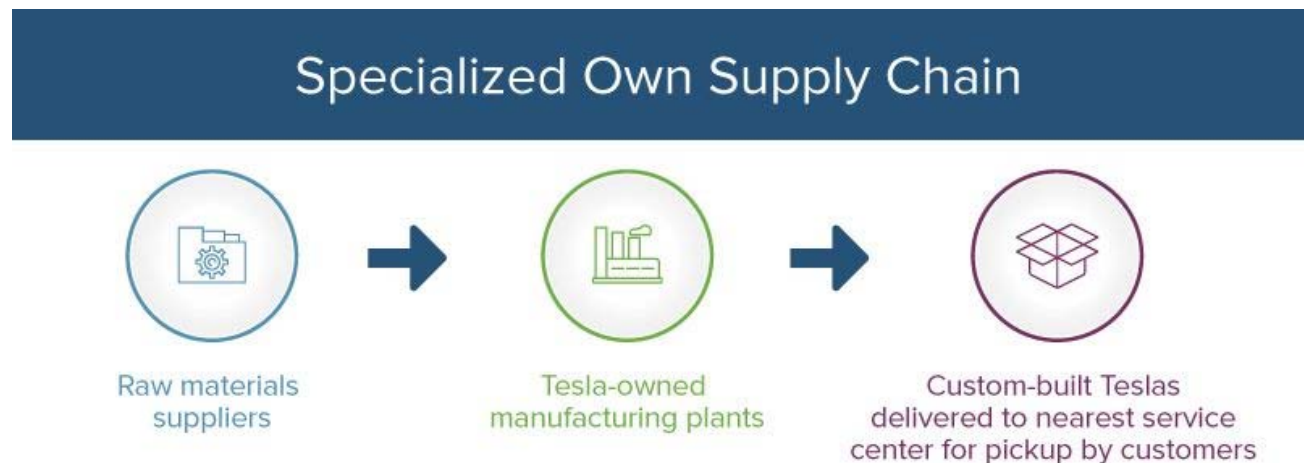 Specialized Own Supply Chain
Raw materials
suppliers
Tesla-owned
manufacturing plants
Custom-built Teslas
delivered to nearest service
center for pickup by customers